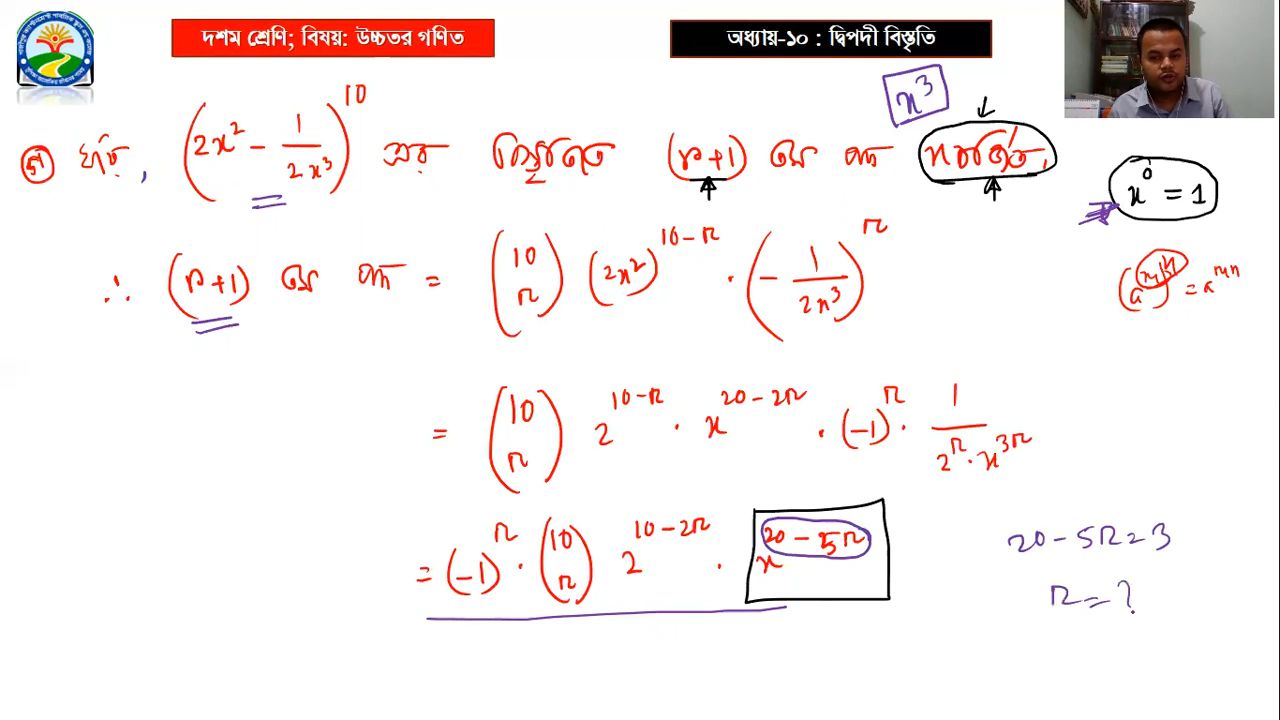 দশম শ্রেণি; বিষয়: উচ্চতর গণিত
অধ্যায়-১০ : দ্বিপদী বিস্তৃতি
x³
গ ধরি, (2x² - 1/2x³)^10 এর বিস্তৃতিতে (r+1) তম পদ x বর্জিত।
x⁰ = 1
∴ (r+1) তম পদ = (10 r) (2x²)^(10-r) · (- 1/2x³)^r
(a^m)^n = a^mn
= (10 r) 2^(10-r) · x^(20-2r) · (-1)^r · 1/(2^r · x^3r)
= (-1)^r · (10 r) 2^(10-2r) · x^(20-5r)
20-5r=3
r=?